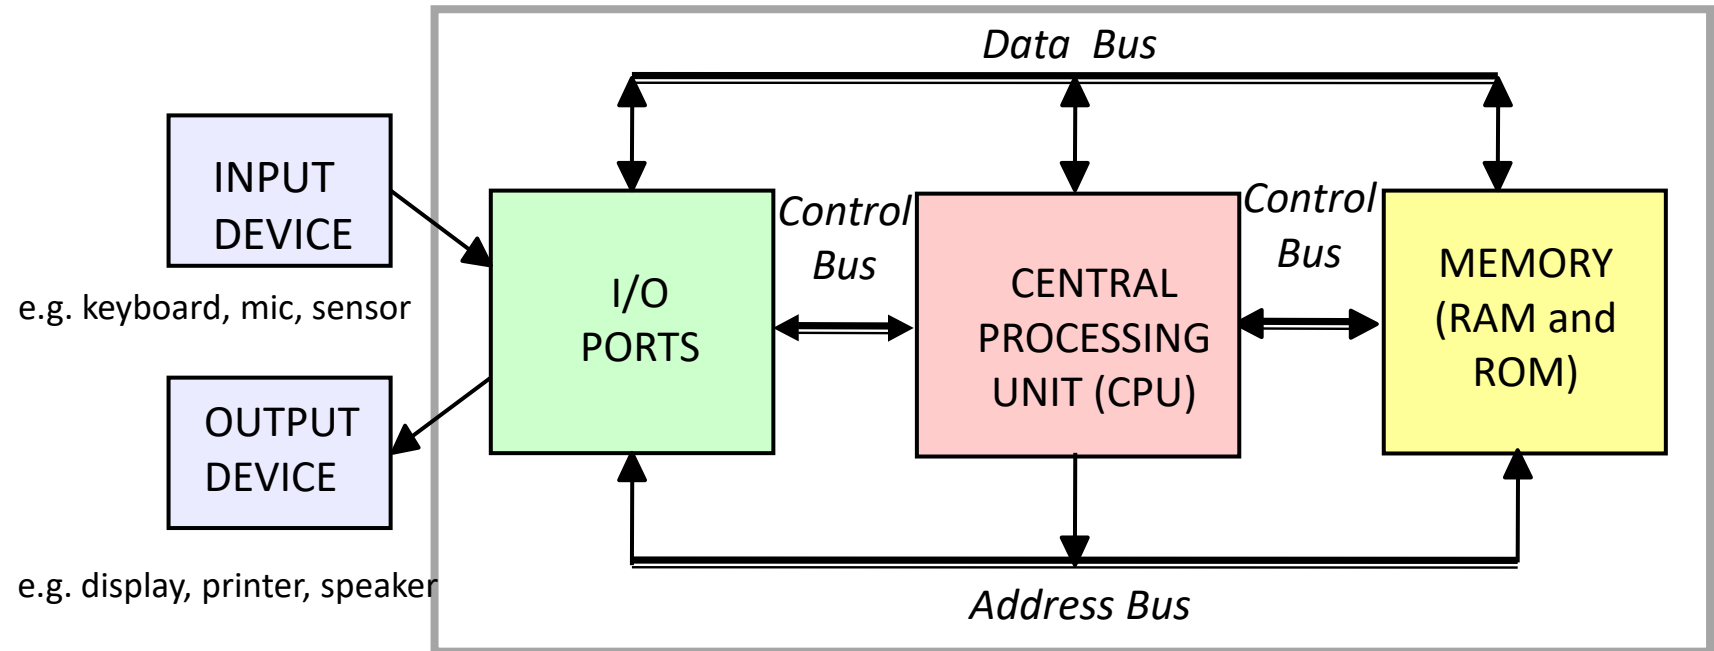 Data Bus
INPUT
DEVICE
e.g. keyboard, mic, sensor
OUTPUT
DEVICE
e.g. display, printer, speaker
I/O
PORTS
Control
Bus
CENTRAL
PROCESSING
UNIT (CPU)
Control
Bus
MEMORY
(RAM and
ROM)
Address Bus